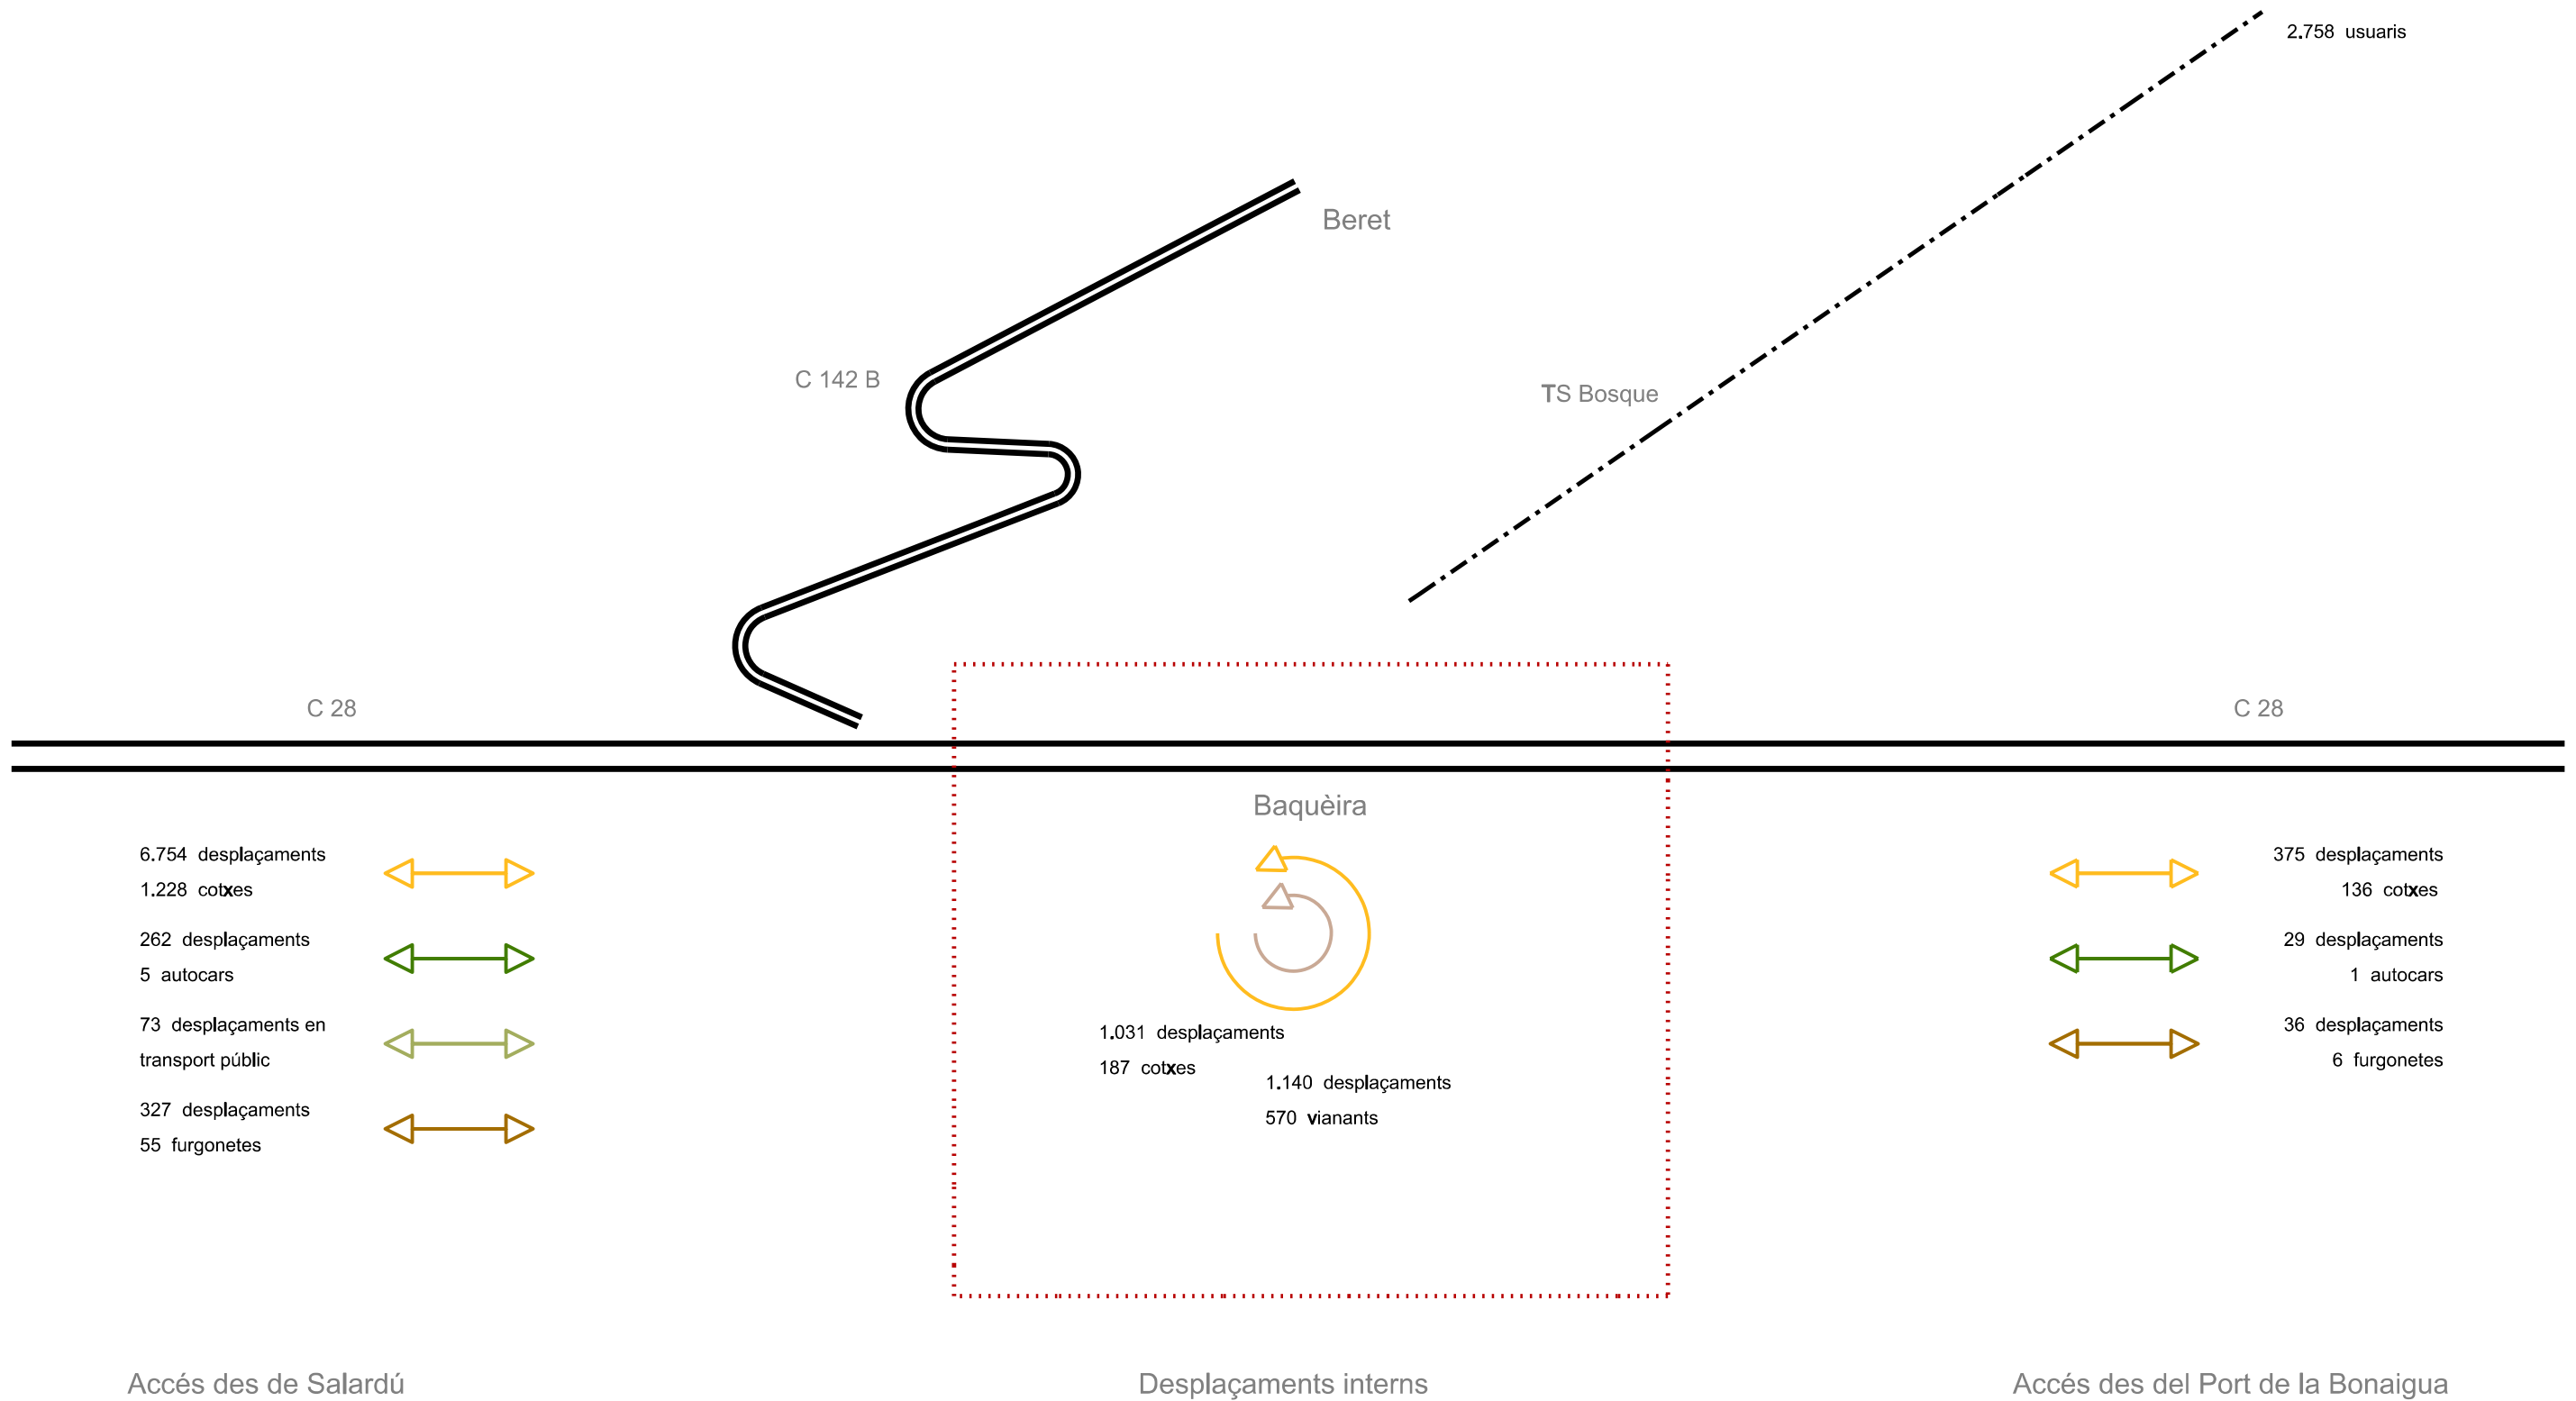 2.758 usuaris
Beret
C 142 B
TS Bosque
C 28
C 28
Baquèira
6.754 desplaçaments
1.228 cotxes
262 desplaçaments
5 autocars
73 desplaçaments en
transport públic
327 desplaçaments
55 furgonetes
1.031 desplaçaments
187 cotxes
1.140 desplaçaments
570 vianants
375 desplaçaments
136 cotxes
29 desplaçaments
1 autocars
36 desplaçaments
6 furgonetes
Accés des de Salardú
Desplaçaments interns
Accés des del Port de la Bonaigua